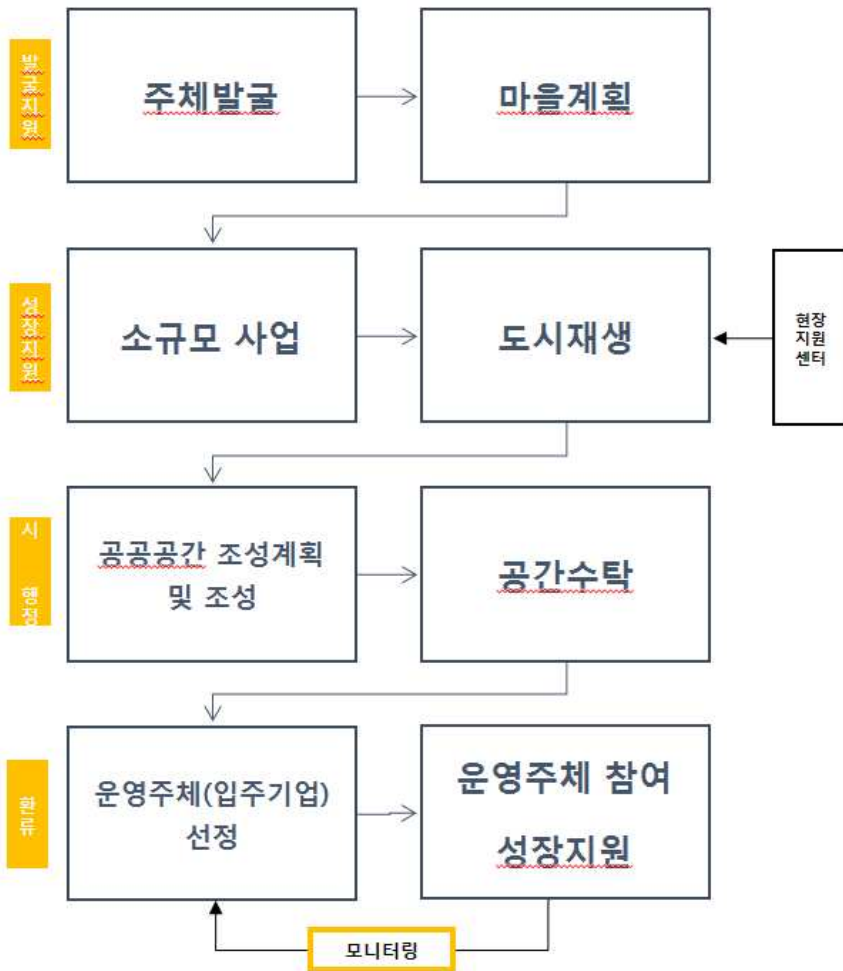 발굴지원
주체발굴
마을계획
성장지원
소규모 사업
도시재생
현장
지원
센터
시 행정
공공공간 조성계획
및 조성
공간수탁
환류
운영주체(입주기업)
선정
운영주체 참여
성장지원
모니터링